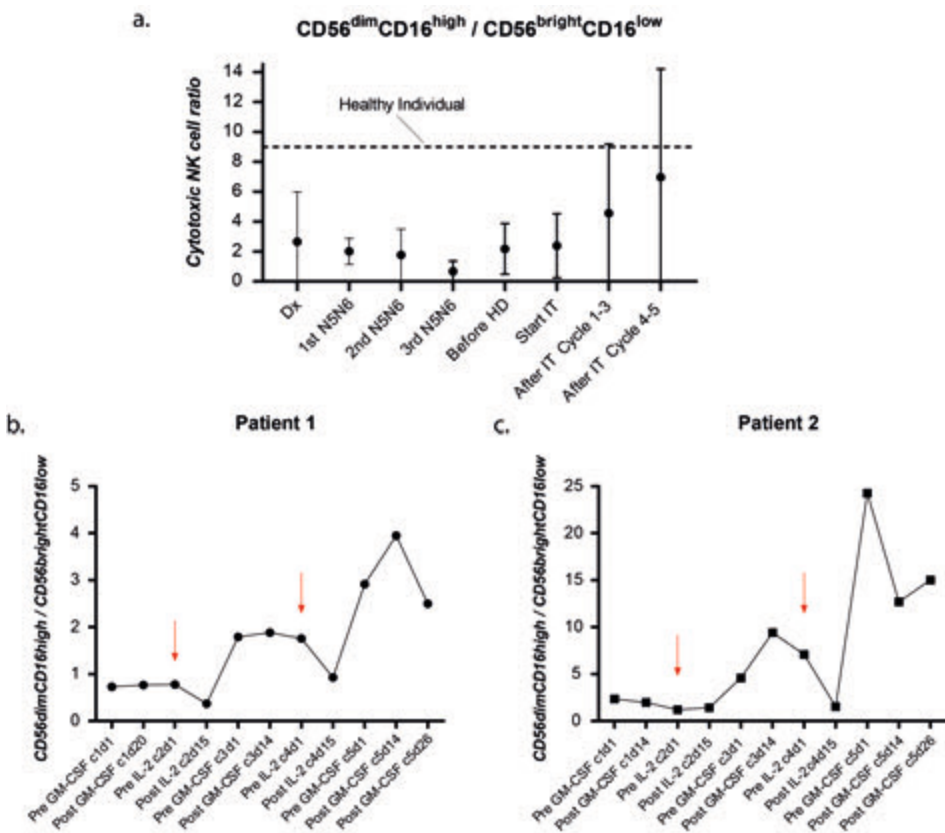 a.
CD56dimCD16high / CD56brightCD16low
Cytotoxic NK cell ratio
14
12
10
8
6
4
2
0
Healthy Individual
Dx
1st N5N6
2nd N5N6
3rd N5N6
Before HD
Start IT
After IT Cycle 1-3
After IT Cycle 4-5
b.
Patient 1
CD56dimCD16high / CD56brightCD16low
5
4
3
2
1
0
Pre GM-CSF c1d1
Post GM-CSF c1d20
Pre IL-2 c2d1
Post IL-2 c2d15
Pre GM-CSF c3d1
Post GM-CSF c3d14
Pre IL-2 c4d1
Post IL-2 c4d15
Pre GM-CSF c5d1
Post GM-CSF c5d14
Post GM-CSF c5d26
c.
Patient 2
CD56dimCD16high / CD56brightCD16low
25
20
15
10
5
0
Pre GM-CSF c1d1
Post GM-CSF c1d14
Pre IL-2 c2d1
Post IL-2 c2d15
Pre GM-CSF c3d1
Post GM-CSF c3d14
Pre IL-2 c4d1
Post IL-2 c4d15
Pre GM-CSF c5d1
Post GM-CSF c5d14
Post GM-CSF c5d26